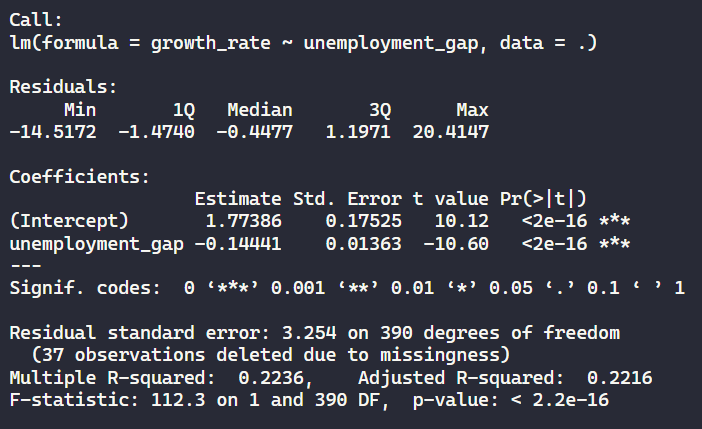 Call:
lm(formula = growth_rate ~ unemployment_gap, data = .)
Residuals:
     Min       1Q   Median       3Q      Max
-14.5172  -1.4740  -0.4477   1.1971  20.4147
Coefficients:
                 Estimate Std. Error t value Pr(>|t|)
(Intercept)       1.77386    0.17525   10.12   <2e-16 ***
unemployment_gap -0.14441    0.01363  -10.60   <2e-16 ***
---
Signif. codes:  0 ‘***’ 0.001 ‘**’ 0.01 ‘*’ 0.05 ‘.’ 0.1 ‘ ’ 1
Residual standard error: 3.254 on 390 degrees of freedom
  (37 observations deleted due to missingness)
Multiple R-squared:  0.2236,    Adjusted R-squared:  0.2216
F-statistic: 112.3 on 1 and 390 DF,  p-value: < 2.2e-16